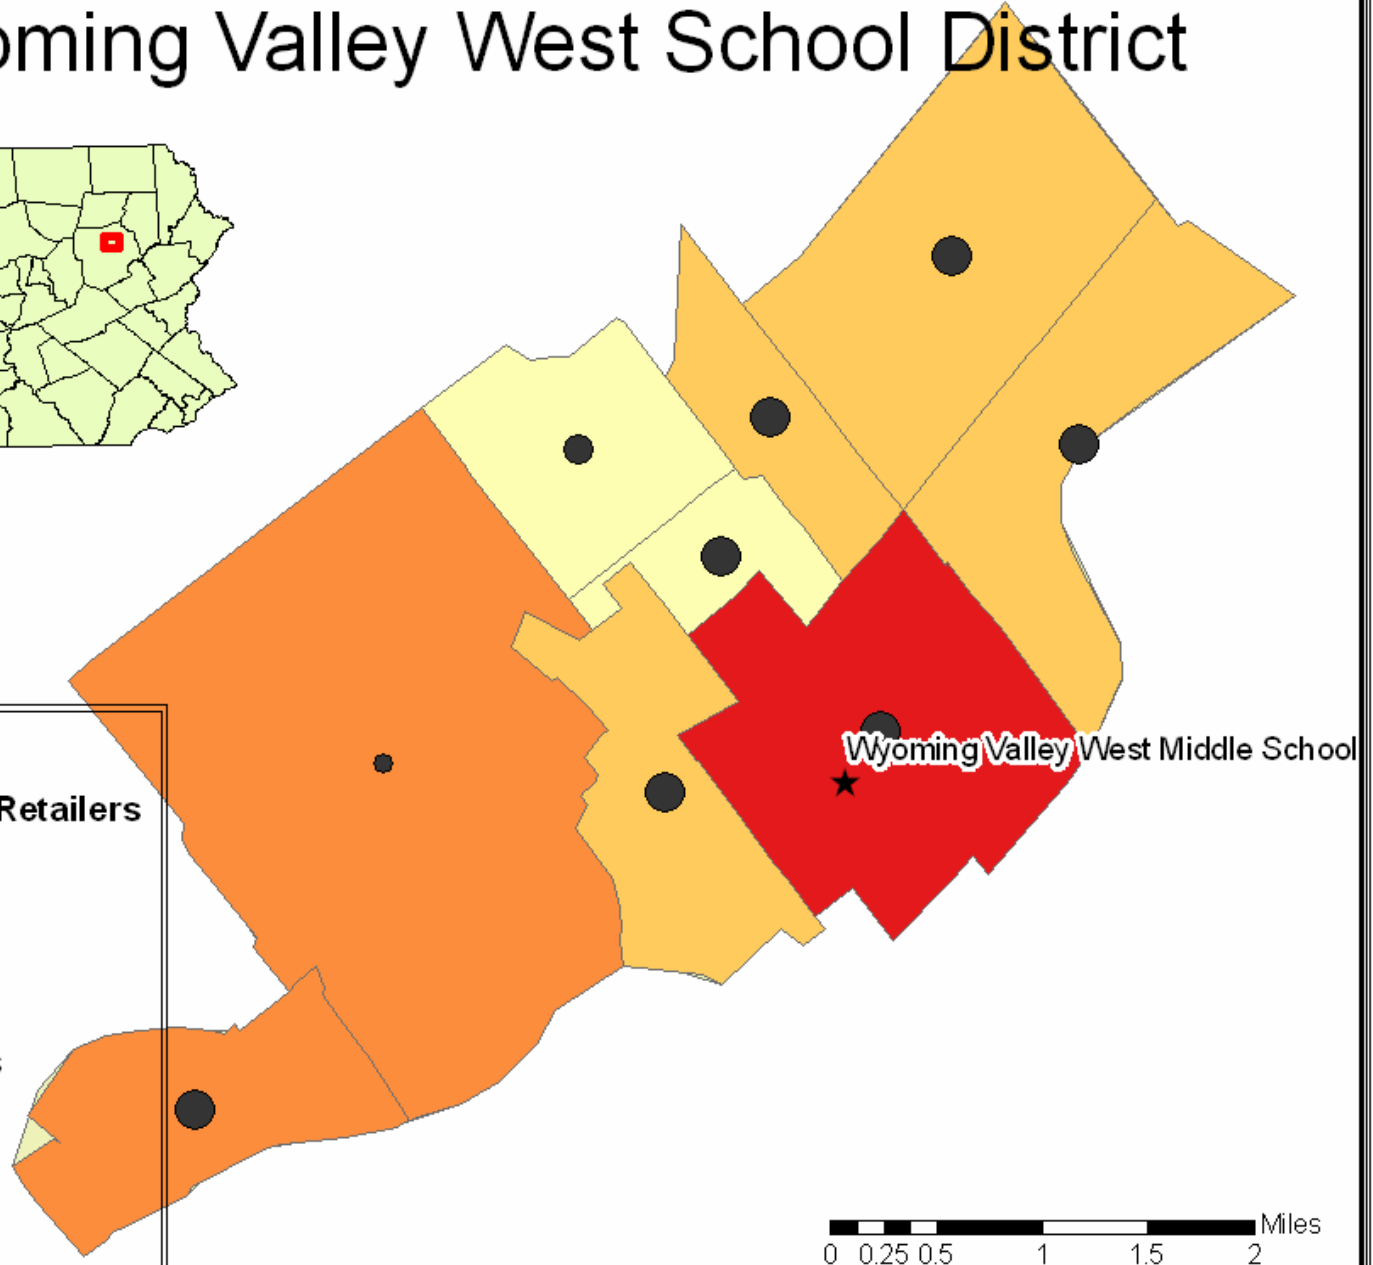 oming Valley West School District
Wyoming Valley West Middle School
Retailers
Miles
0 0.25 0.5 1 1.5 2